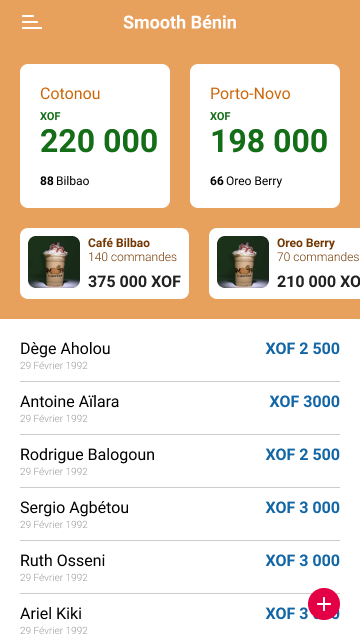 Smooth Bénin
Cotonou
XOF
220 000
88 Bilbao
Porto-Novo
XOF
198 000
66 Oreo Berry
Café Bilbao
140 commandes
375 000 XOF
Oreo Berry
70 commandes
210 000 XO
Dège Aholou XOF 2 500
29 Février 1992
Antoine Aïlara XOF 3000
29 Février 1992
Rodrigue Balogoun XOF 2 500
29 Février 1992
Sergio Agbétou XOF 3 000
29 Février 1992
Ruth Osseni XOF 3 000
29 Février 1992
Ariel Kiki XOF 3
29 Février 1992